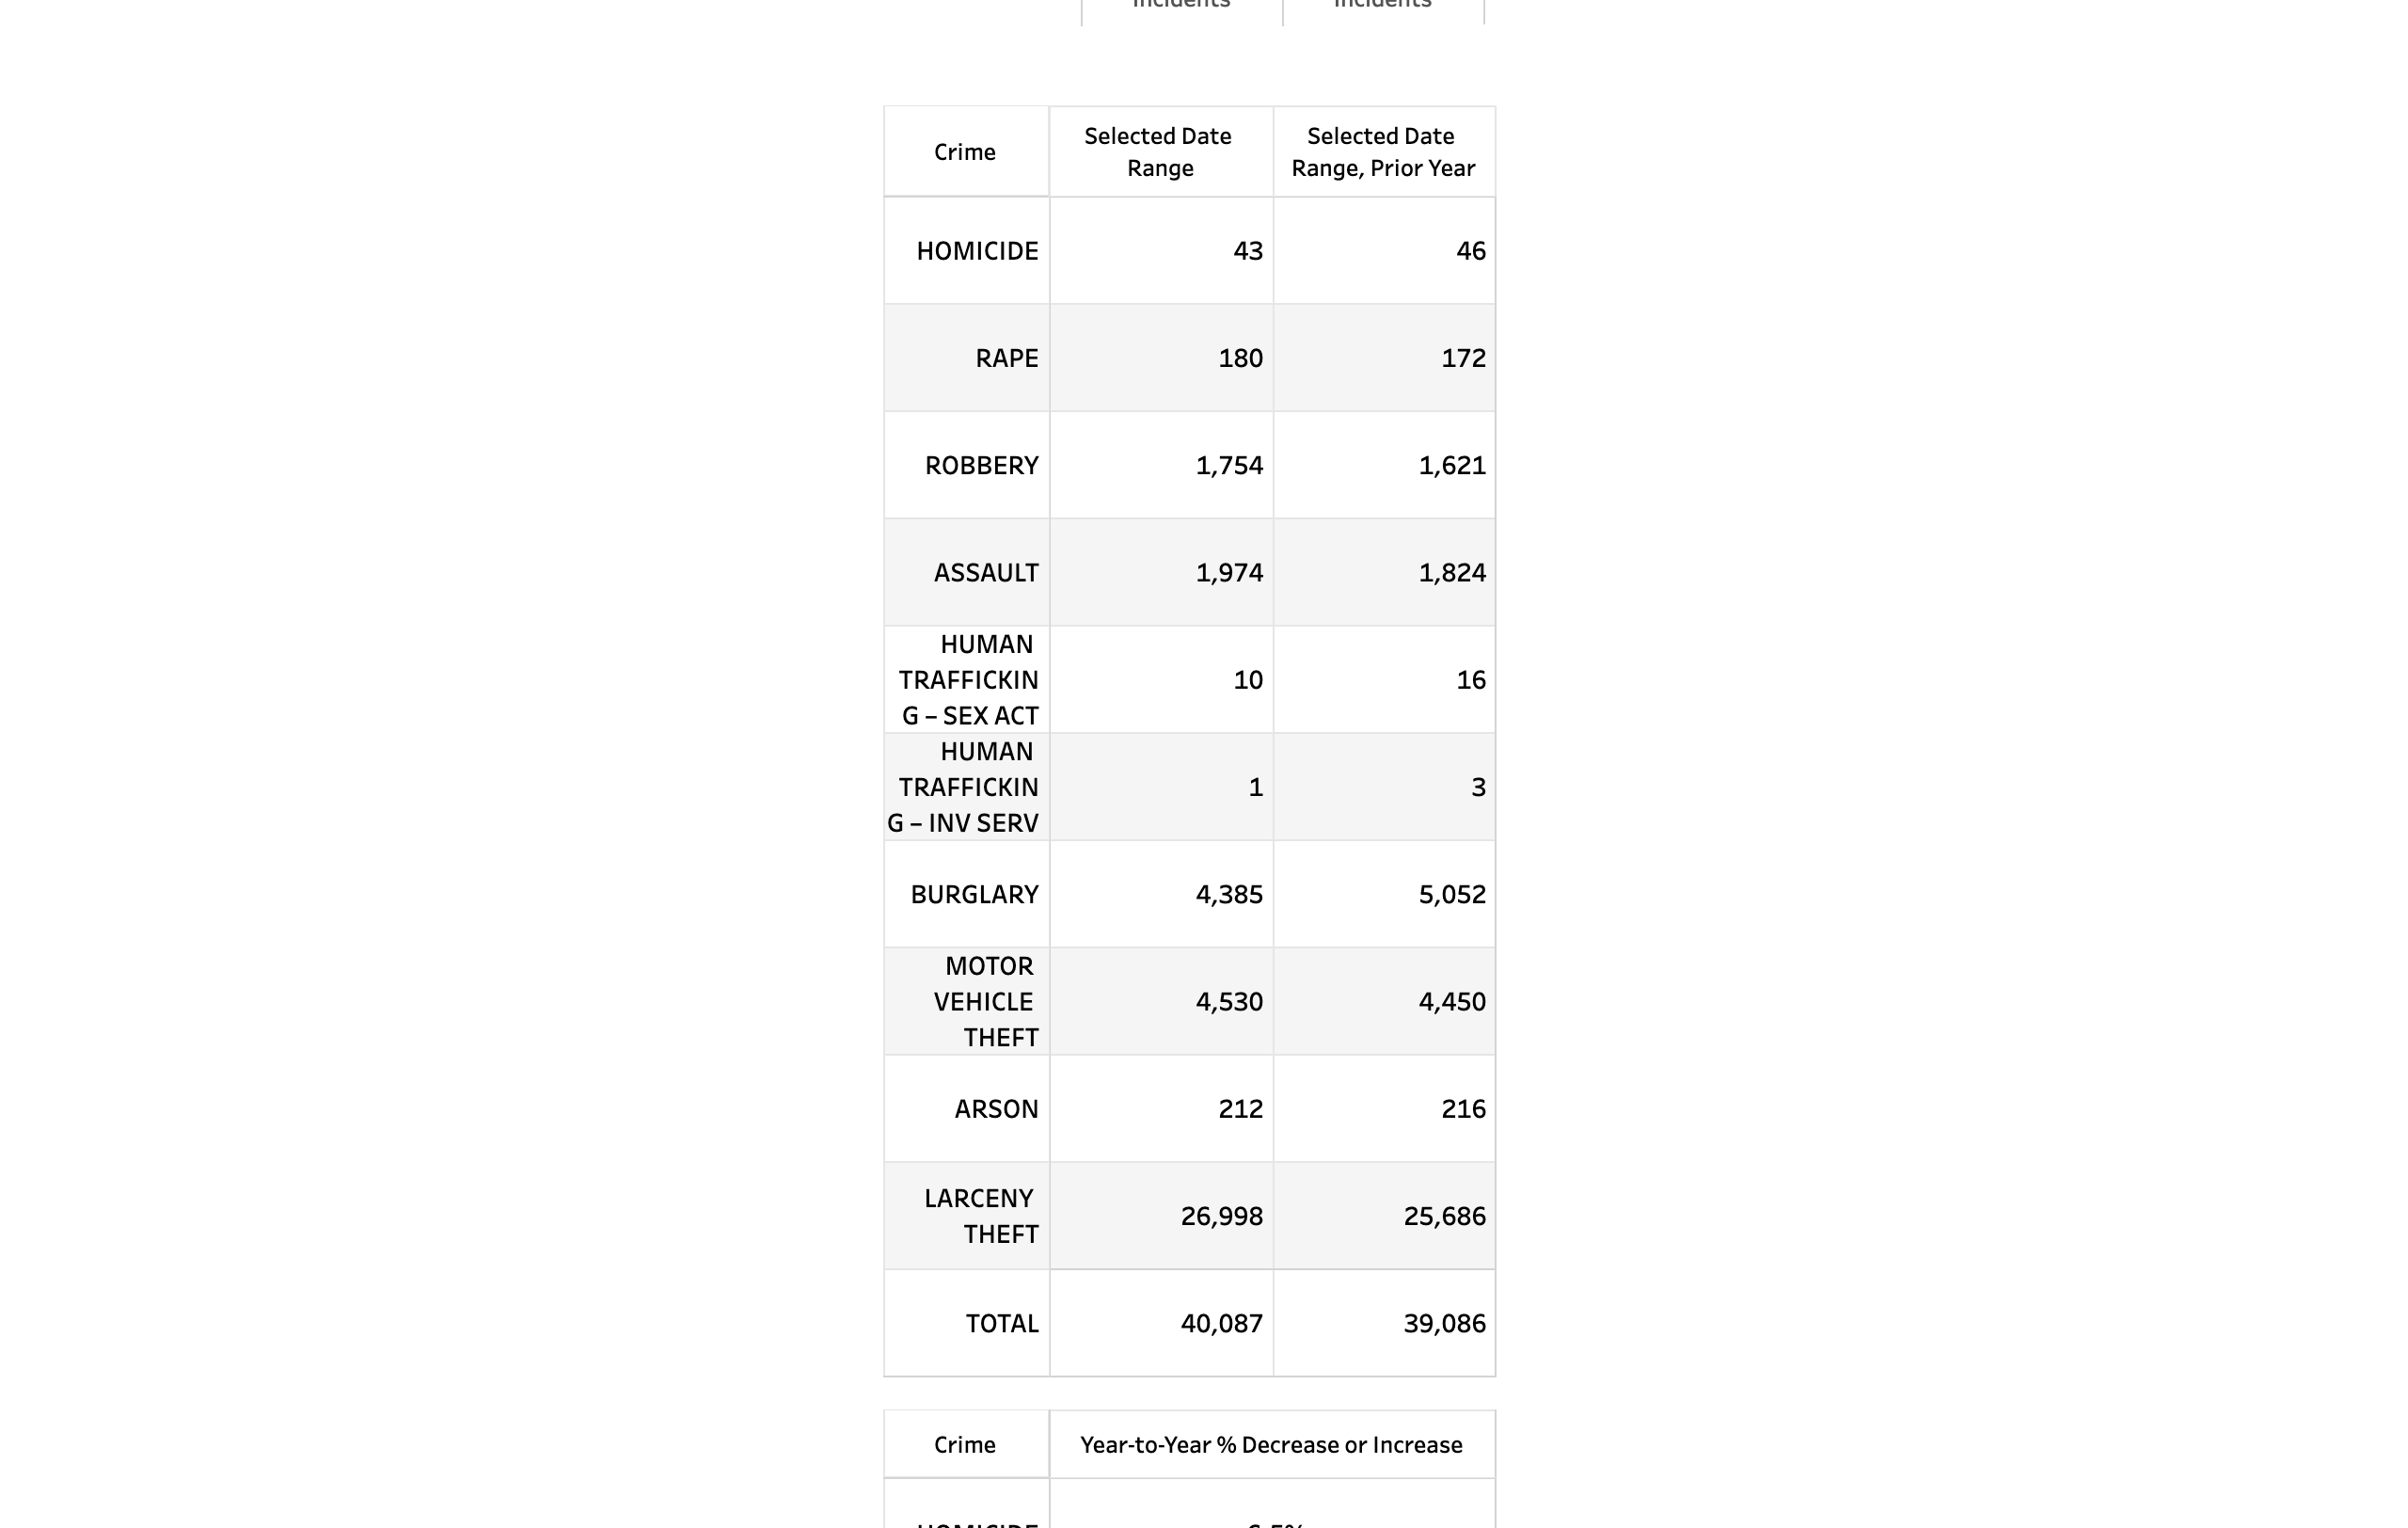 Incidents Incidents
Crime
Selected Date
Range
Selected Date
Range, Prior Year
HOMICIDE 43 46
RAPE 180 172
ROBBERY 1,754 1,621
ASSAULT 1,974 1,824
HUMAN
TRAFFICKIN
G – SEX ACT
10 16
HUMAN
TRAFFICKIN
G – INV SERV
1 3
BURGLARY 4,385 5,052
MOTOR
VEHICLE
THEFT
4,530 4,450
ARSON 212 216
LARCENY
THEFT
26,998 25,686
TOTAL 40,087 39,086
Crime Year-to-Year % Decrease or Increase
HOMICIDE